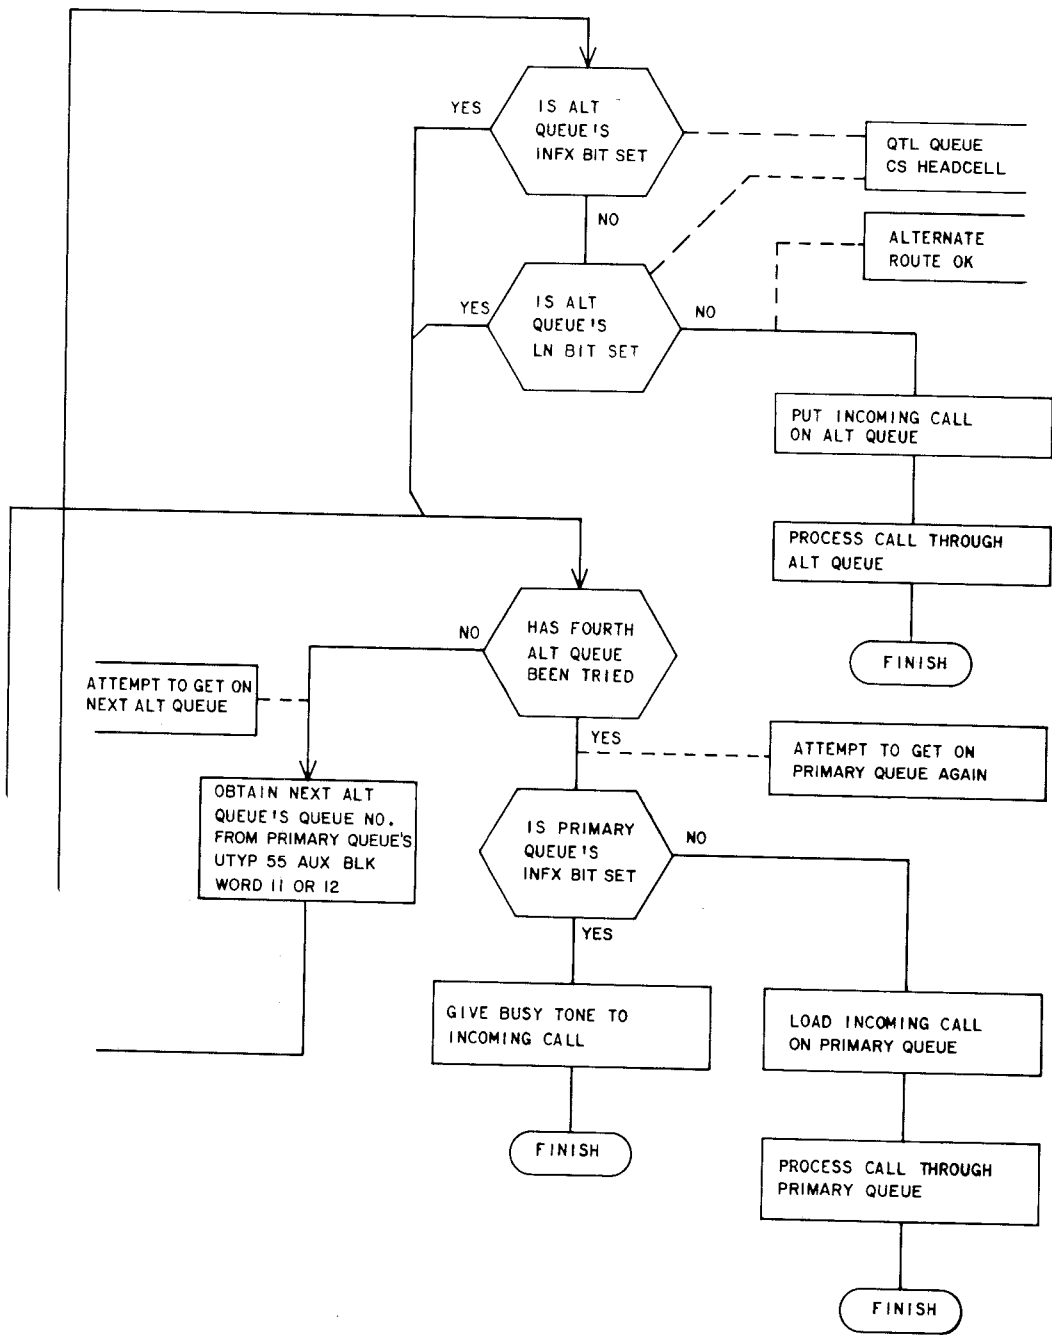 YES
IS ALT
QUEUE'S
INFX BIT SET
QTL QUEUE
CS HEADCELL
NO
ALTERNATE
ROUTE OK
YES
IS ALT
QUEUE'S
LN BIT SET
NO
PUT INCOMING CALL
ON ALT QUEUE
PROCESS CALL THROUGH
ALT QUEUE
FINISH
NO
HAS FOURTH
ALT QUEUE
BEEN TRIED
ATTEMPT TO GET ON
NEXT ALT QUEUE
YES
ATTEMPT TO GET ON
PRIMARY QUEUE AGAIN
OBTAIN NEXT ALT
QUEUE'S QUEUE NO.
FROM PRIMARY QUEUE'S
UTYP 55 AUX BLK
WORD 11 OR 12
IS PRIMARY
QUEUE'S
INFX BIT SET
NO
YES
GIVE BUSY TONE TO
INCOMING CALL
FINISH
LOAD INCOMING CALL
ON PRIMARY QUEUE
PROCESS CALL THROUGH
PRIMARY QUEUE
FINISH